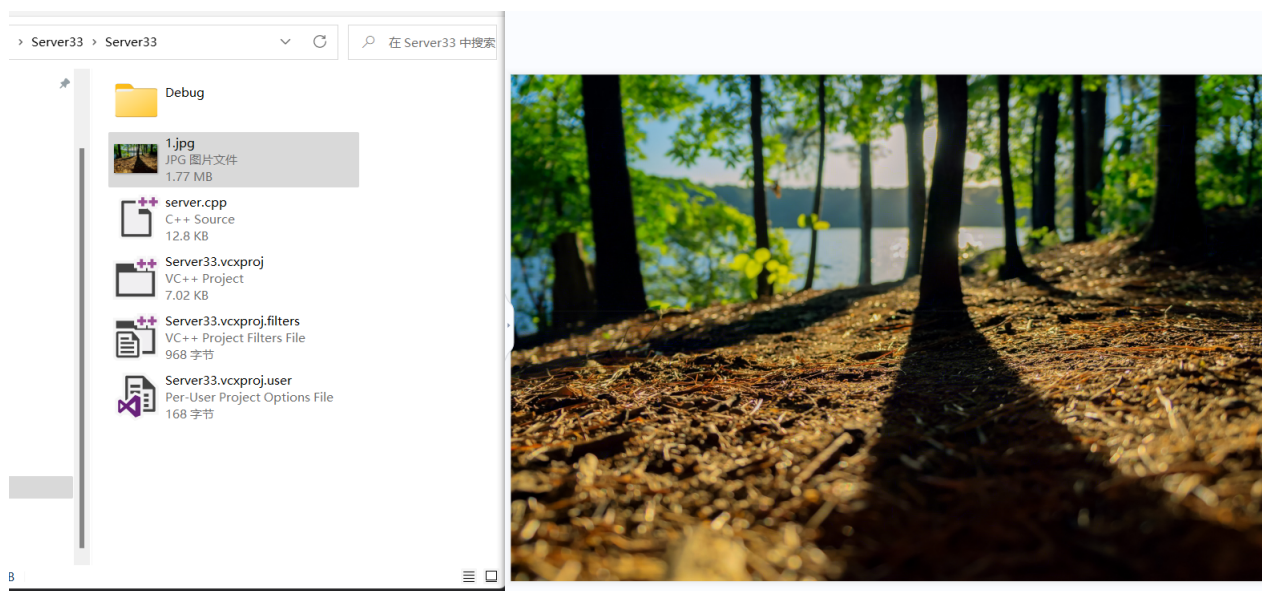 Server33 > Server33
在 Server33 中搜索
Debug
1.jpg
JPG 图片文件
1.77 MB
server.cpp
C++ Source
12.8 KB
Server33.vcxproj
VC++ Project
7.02 KB
Server33.vcxproj.filters
VC++ Project Filters File
968 字节
Server33.vcxproj.user
Per-User Project Options File
168 字节
B